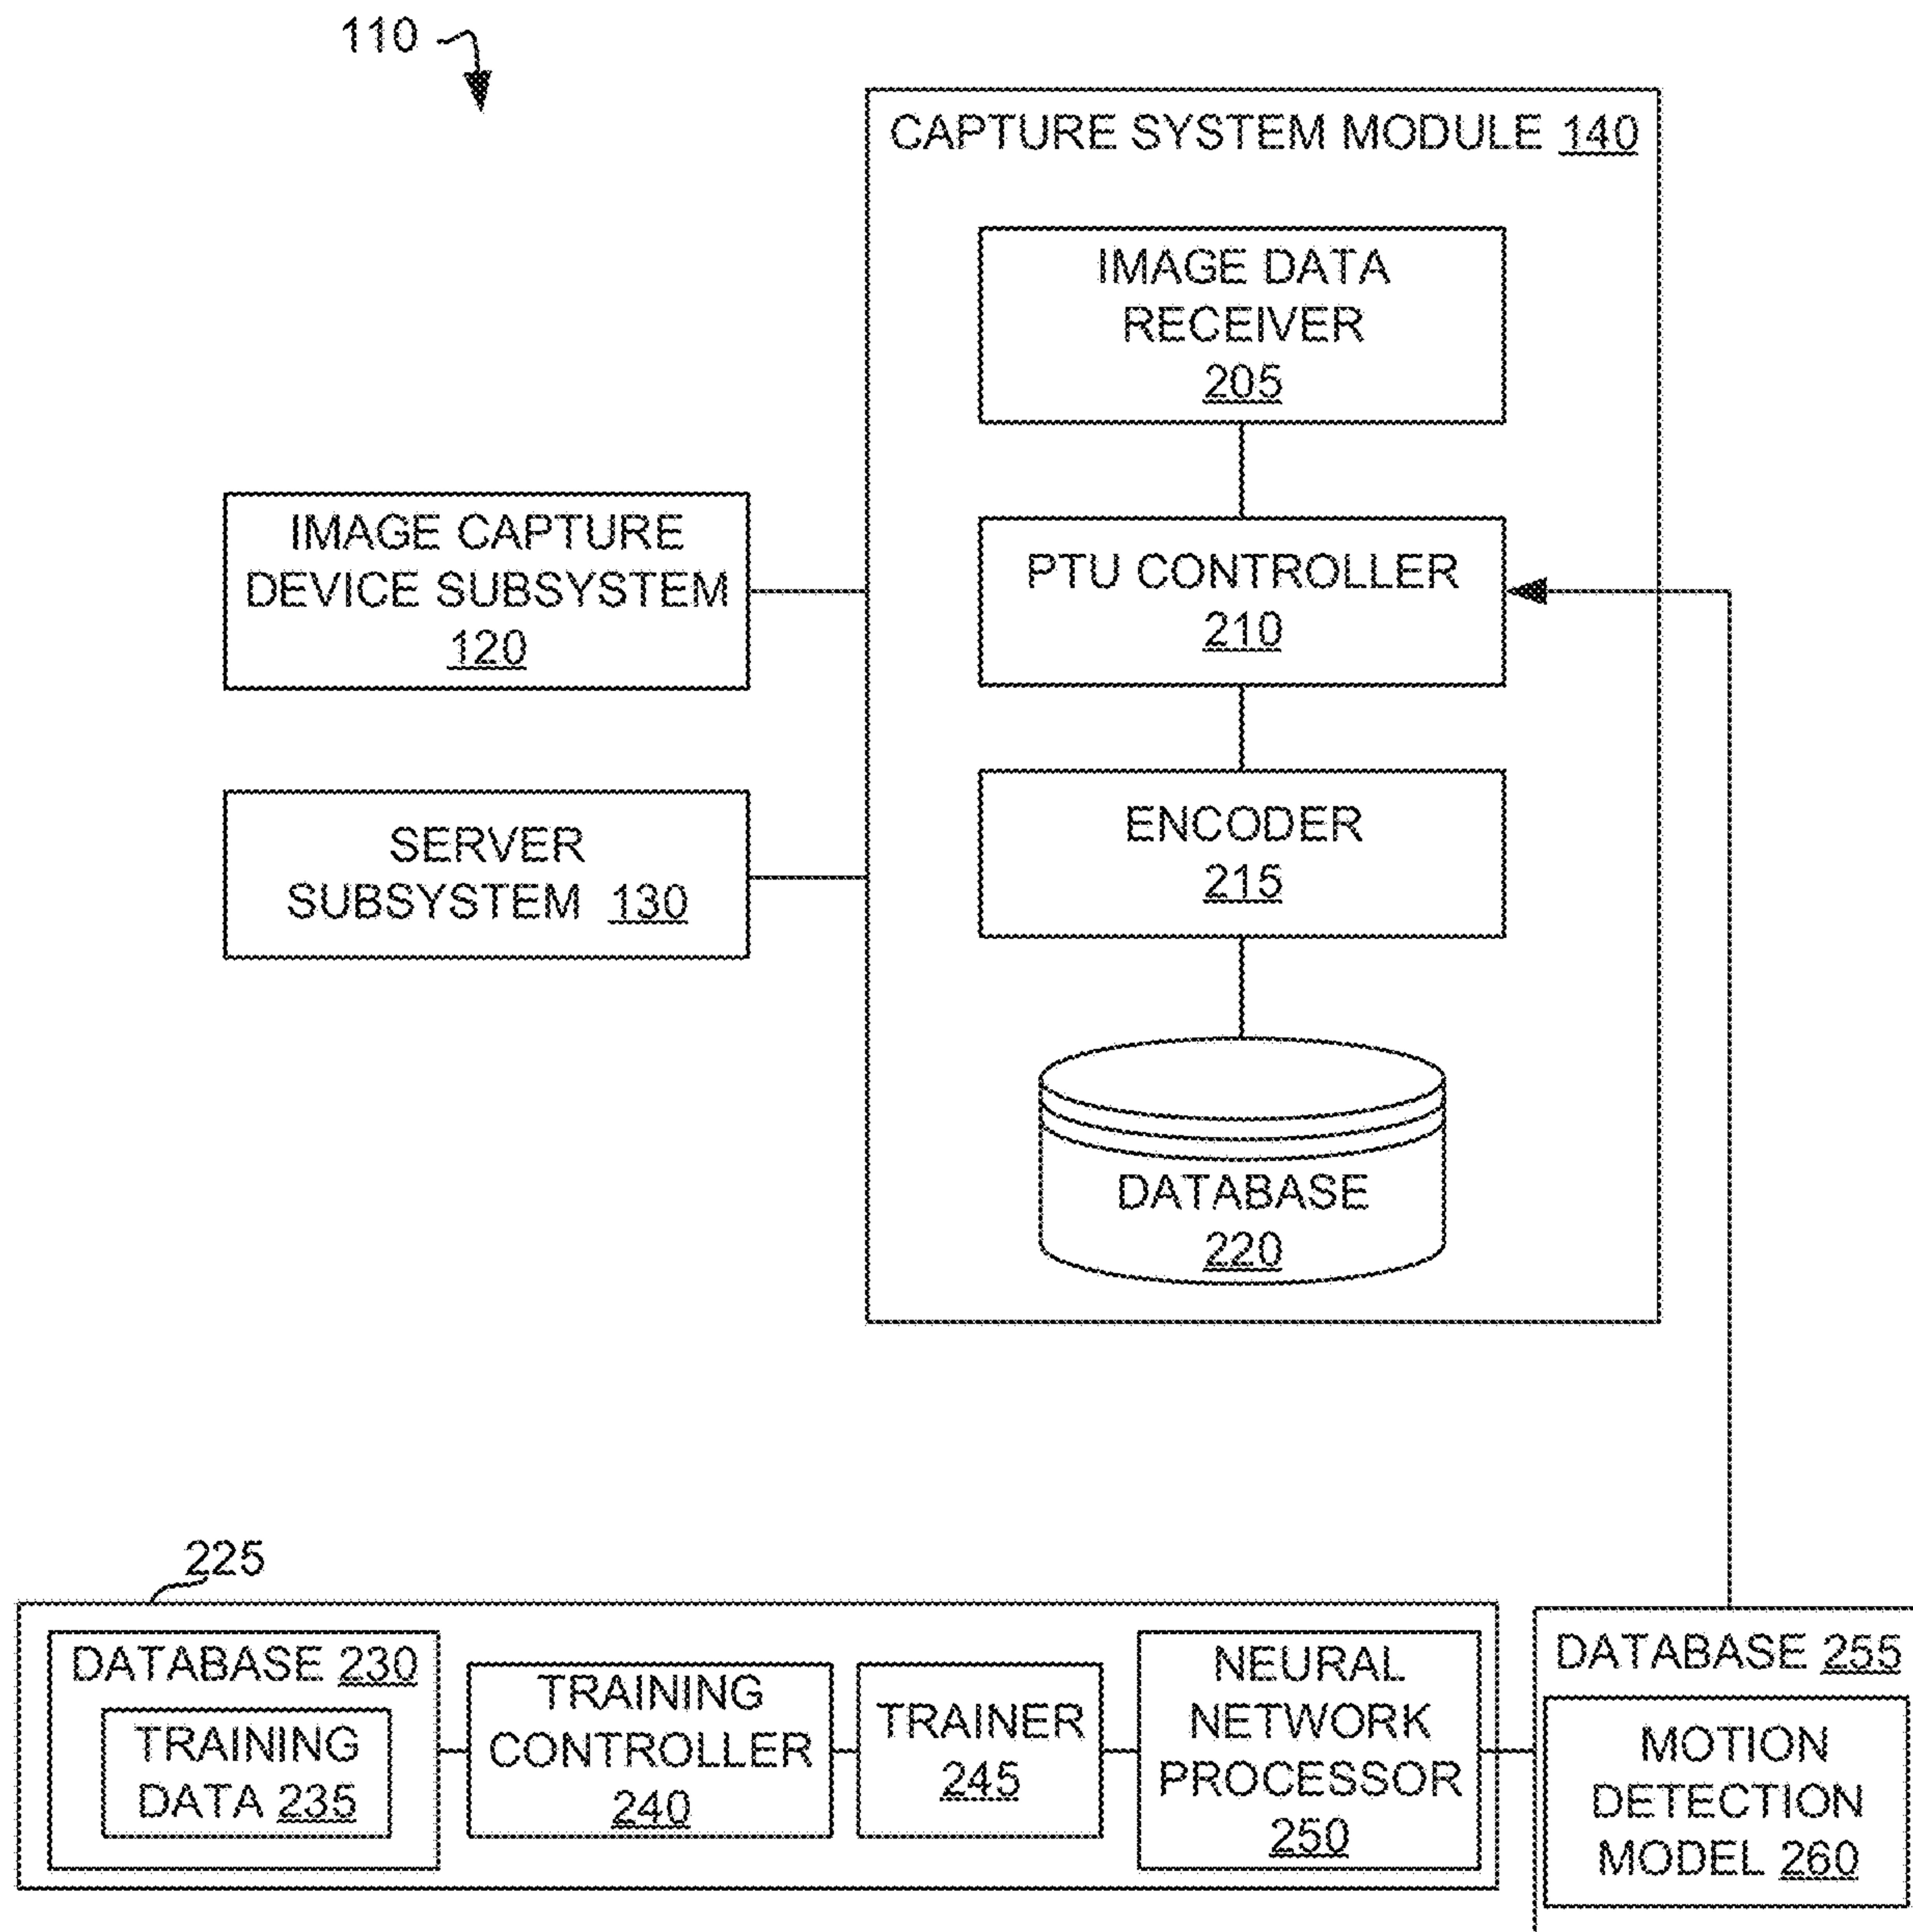 110
CAPTURE SYSTEM MODULE 140
IMAGE DATA
RECEIVER
205
IMAGE CAPTURE
DEVICE SUBSYSTEM
120
PTU CONTROLLER
210
SERVER
SUBSYSTEM 130
ENCODER
215
DATABASE
220
225
DATABASE 230
TRAINING
DATA 235
TRAINING
CONTROLLER
240
TRAINER
245
NEURAL
NETWORK
PROCESSOR
250
DATABASE 255
MOTION
DETECTION
MODEL 260